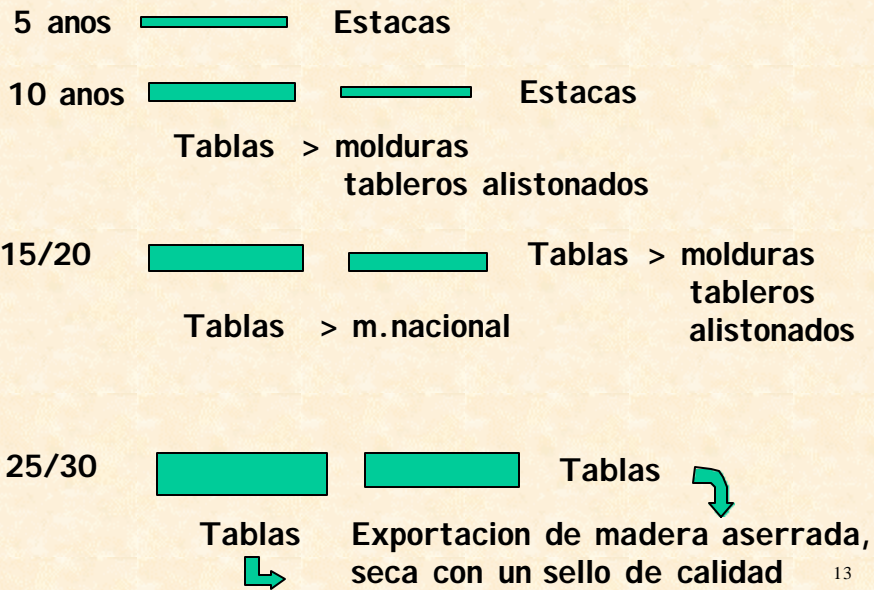 5 anos Estacas
10 anos Estacas
Tablas > molduras
tableros alistonados
15/20 Tablas > molduras
tableros
Tablas > m.nacional alistonados
25/30 Tablas
Tablas Exportacion de madera aserrada,
seca con un sello de calidad 13